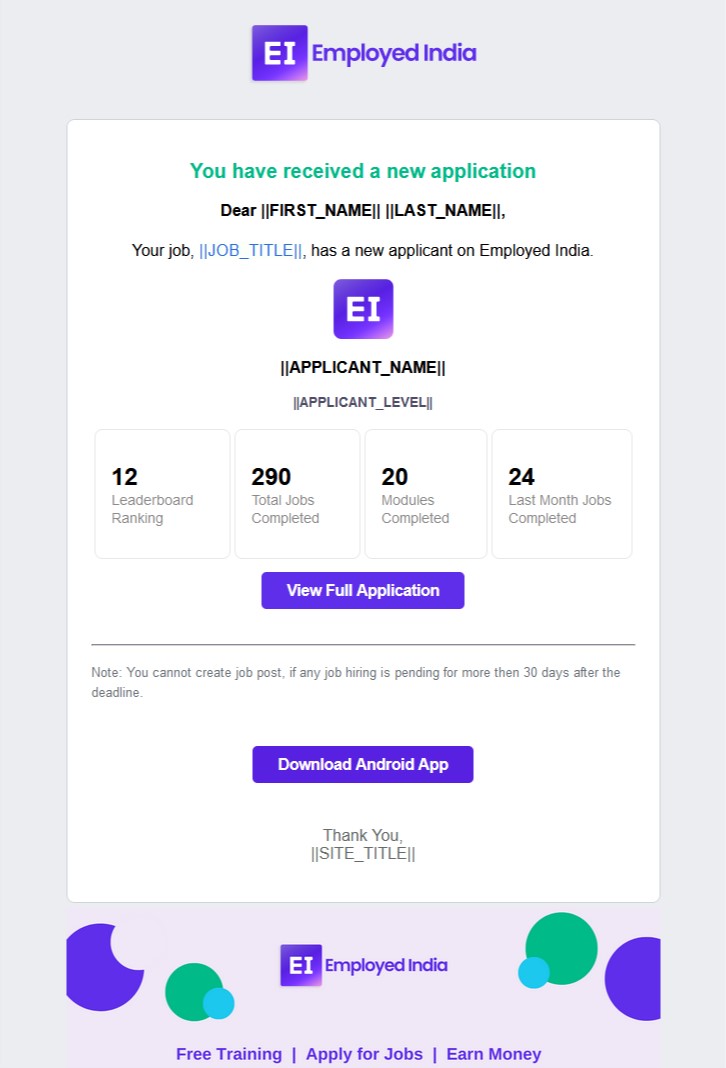 EI Employed India
You have received a new application
Dear ||FIRST_NAME|| ||LAST_NAME||,
Your job, ||JOB_TITLE||, has a new applicant on Employed India.
EI
||APPLICANT_NAME||
||APPLICANT_LEVEL||
12
Leaderboard
Ranking
290
Total Jobs
Completed
20
Modules
Completed
24
Last Month Jobs
Completed
View Full Application
Note: You cannot create job post, if any job hiring is pending for more then 30 days after the
deadline.
Download Android App
Thank You,
||SITE_TITLE||
EI Employed India
Free Training | Apply for Jobs | Earn Money